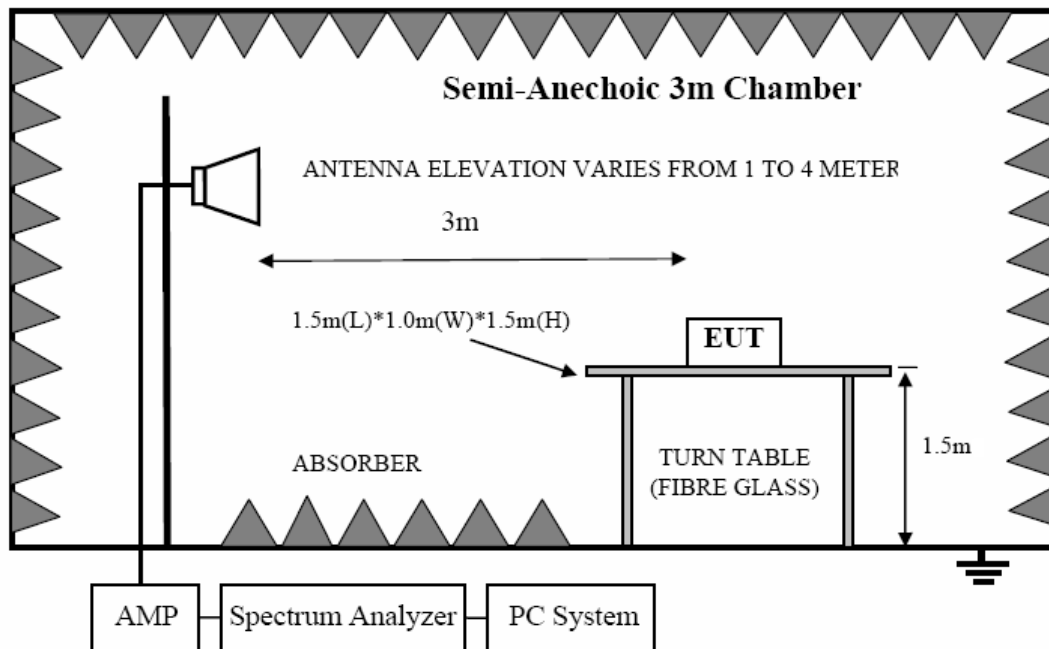 Semi-Anechoic 3m Chamber
ANTENNA ELEVATION VARIES FROM 1 TO 4 METER
3m
1.5m(L)*1.0m(W)*1.5m(H)
EUT
ABSORBER
TURN TABLE
(FIBRE GLASS)
1.5m
AMP
Spectrum Analyzer
PC System